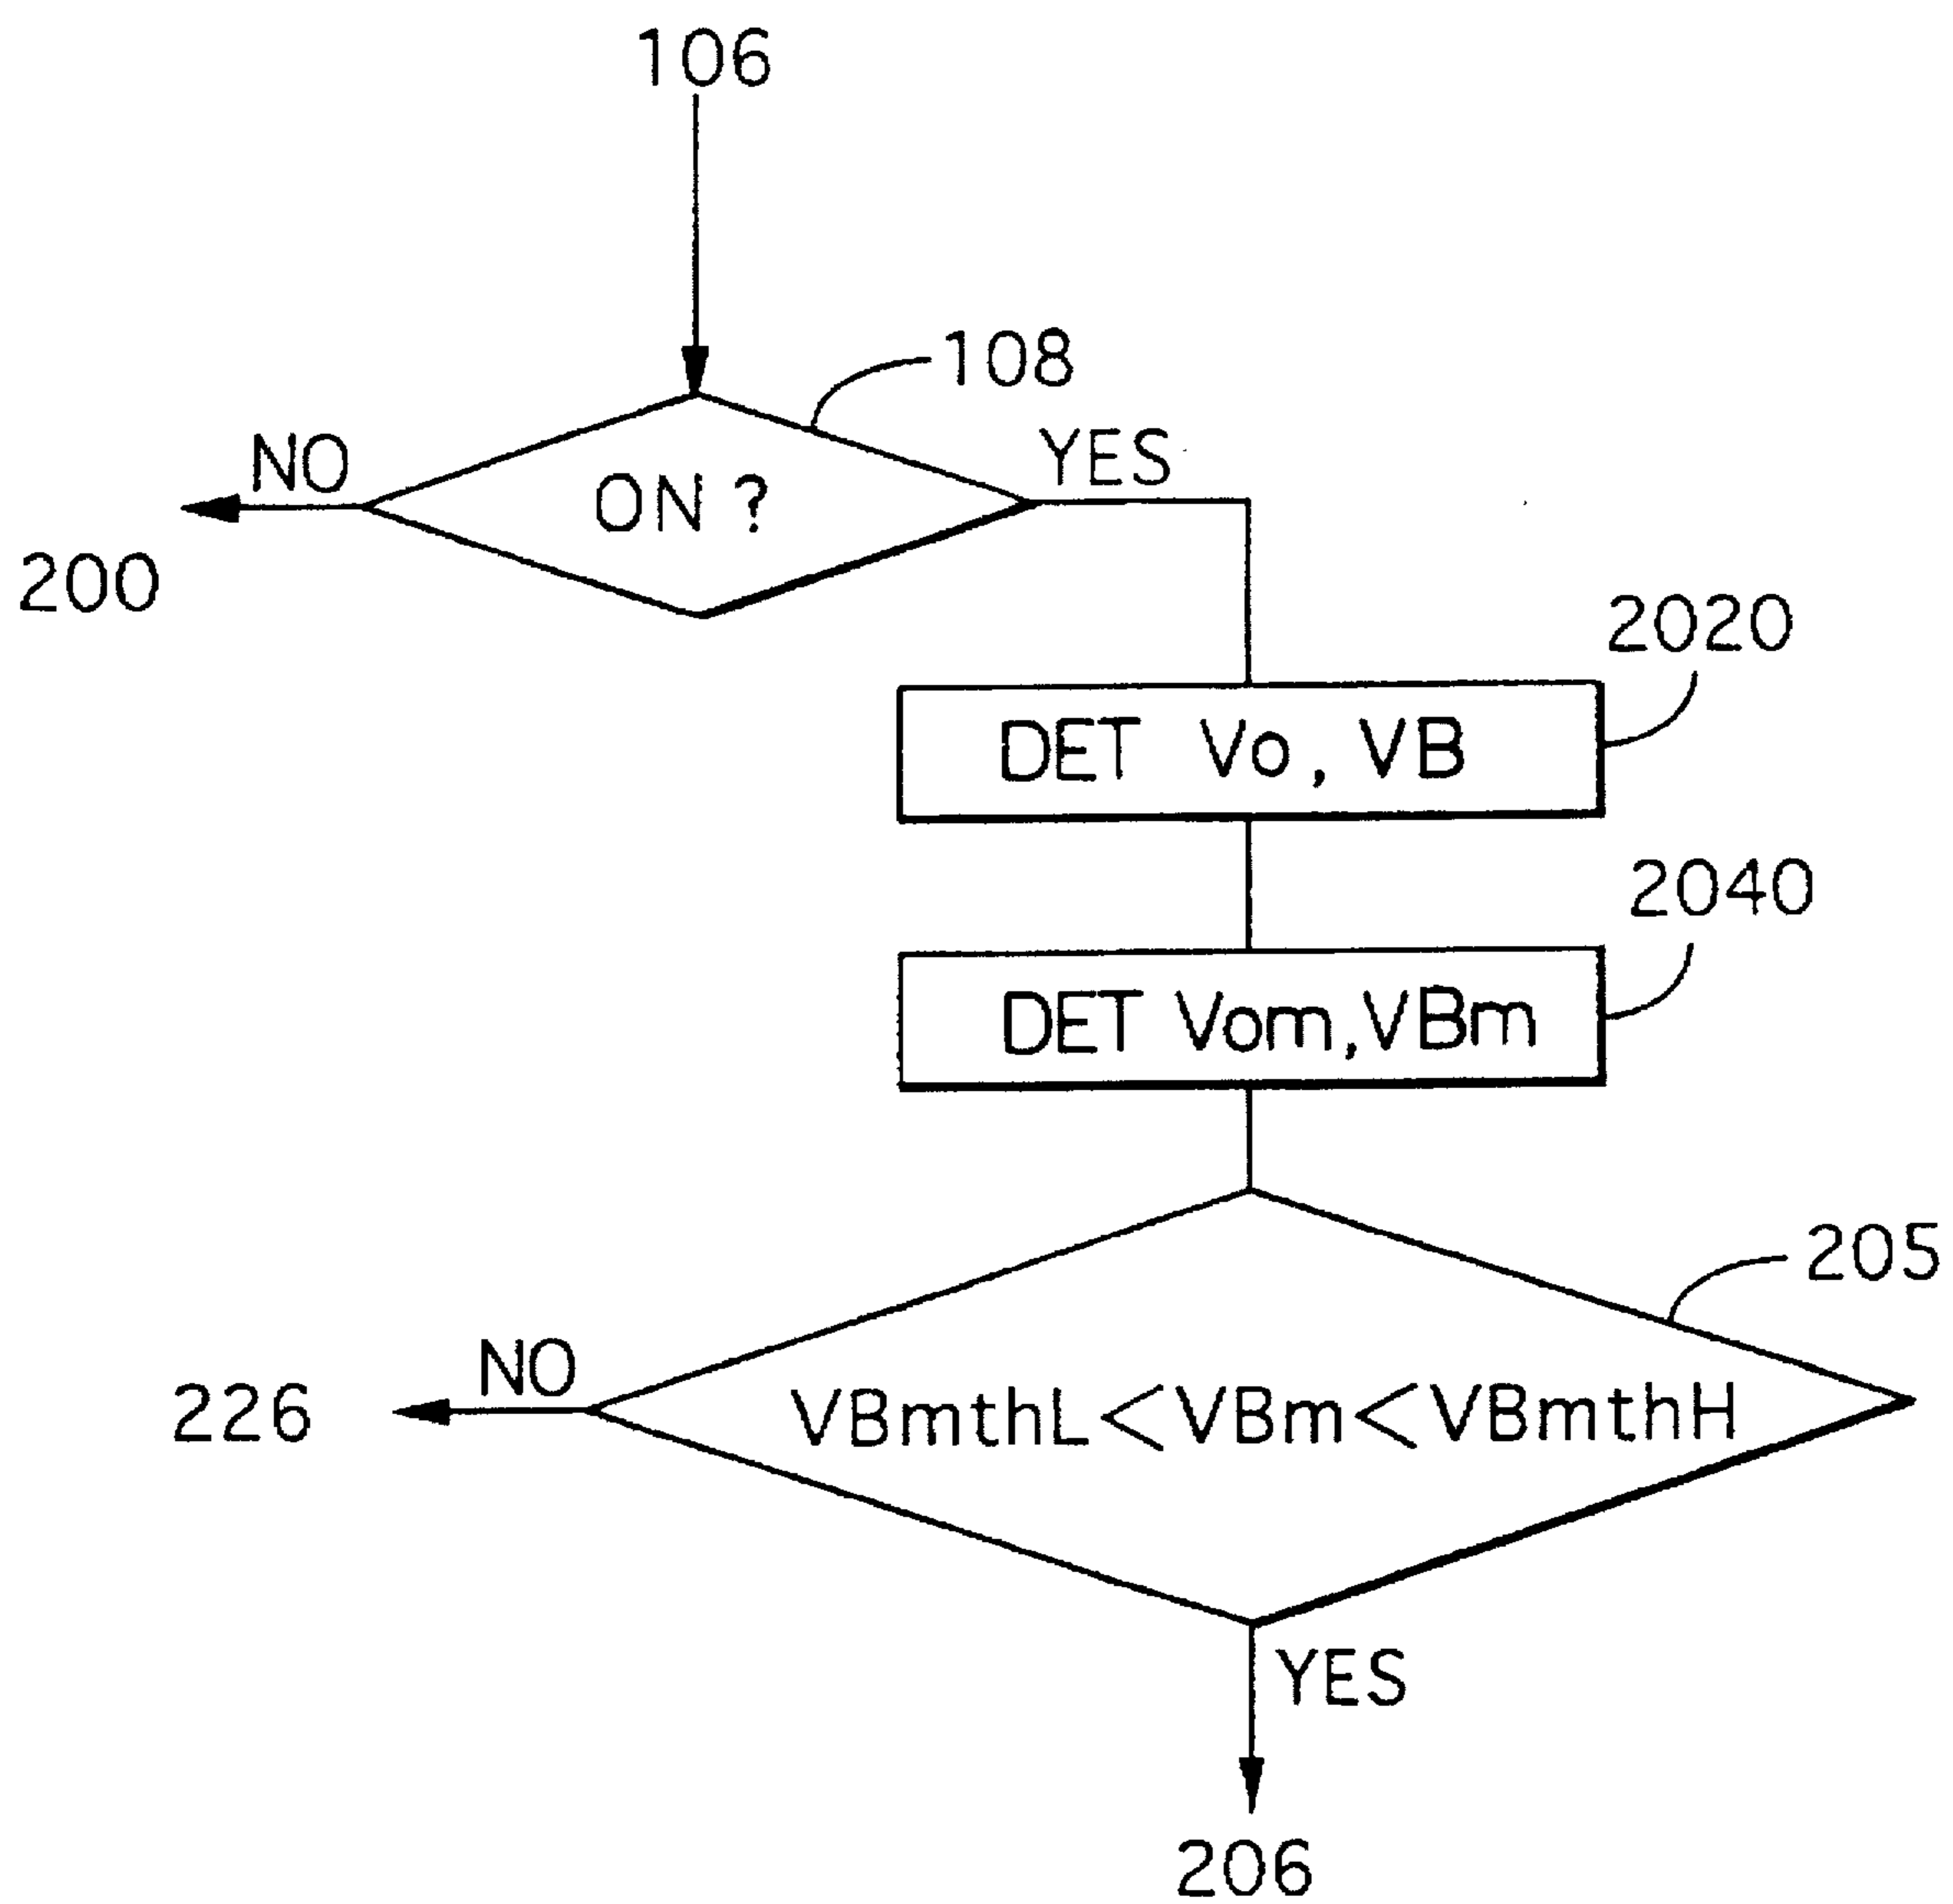 106
108
NO
ON ?
YES
200
2020
DET Vo, VB
2040
DET Vom,VBm
205
NO
226
VBmthL<VBm<VBmthH
YES
206